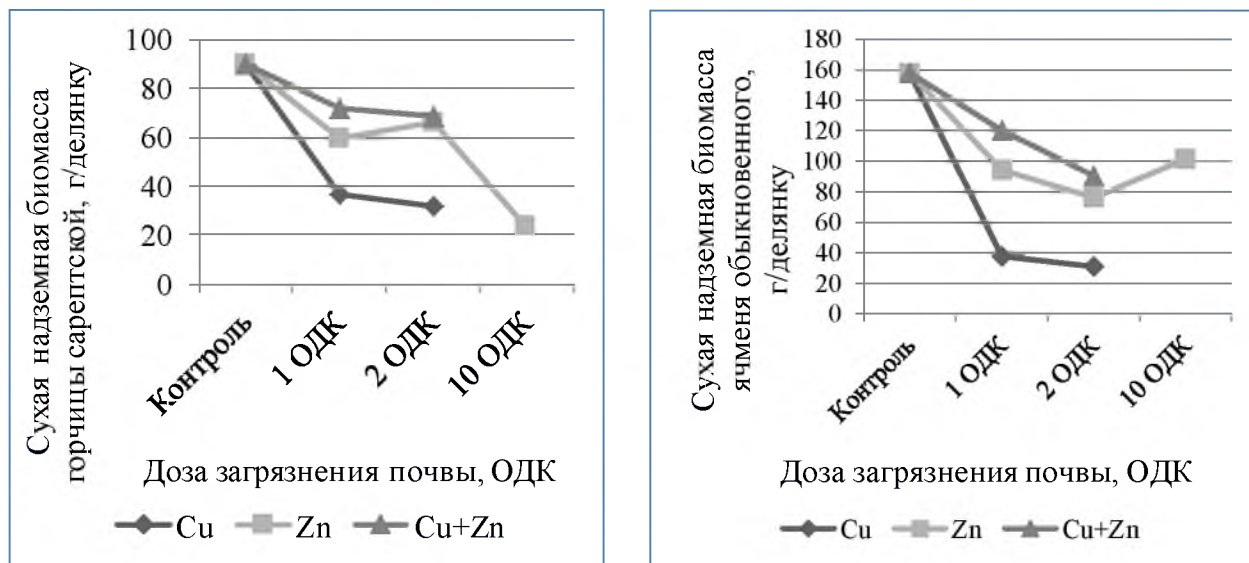 Сухая надземная биомасса
горчицы сарептской, г/делянку
100
80
60
40
20
0
Контроль
1 ОДК
2 ОДК
10 ОДК
Доза загрязнения почвы, ОДК
Cu
Zn
Cu+Zn
Сухая надземная биомасса
ячменя обыкновенного,
г/делянку
180
160
140
120
100
80
60
40
20
0
Контроль
1 ОДК
2 ОДК
10 ОДК
Доза загрязнения почвы, ОДК
Cu
Zn
Cu+Zn